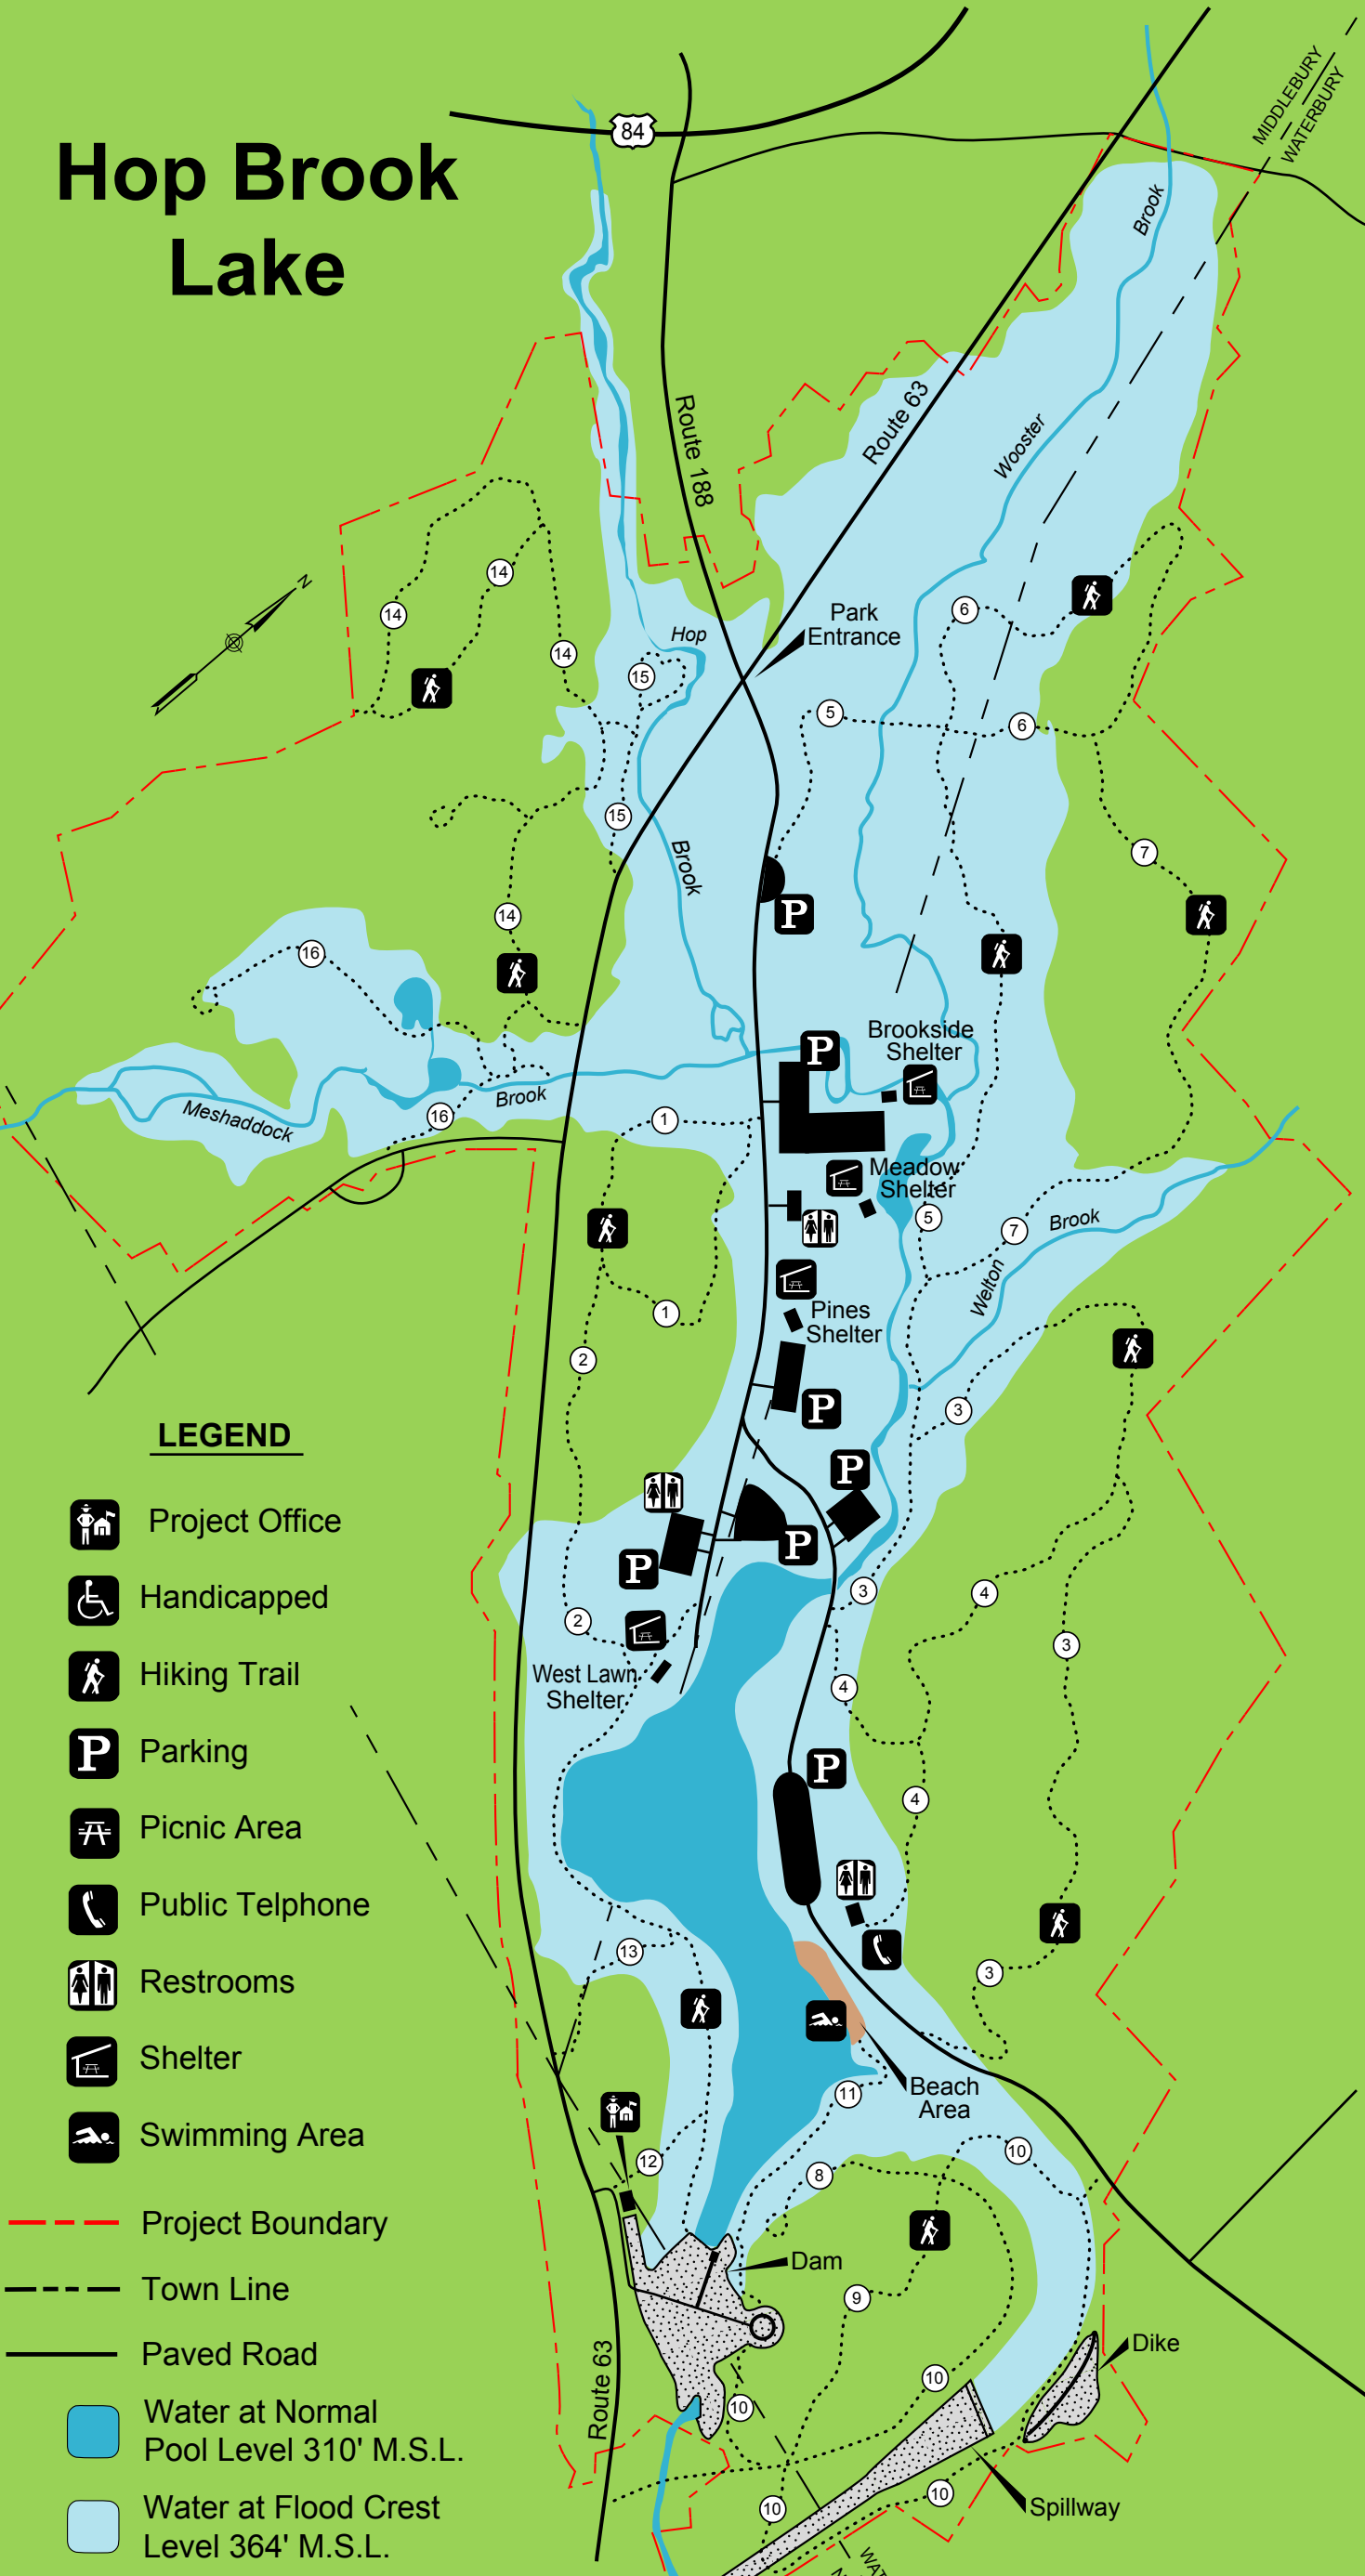 Hop Brook
Lake
84
MIDDLEBURY
WATERBURY
Brook
Route 188
Route 63
Wooster
N
14
14
14
Hop
15
Park
Entrance
6
5
6
15
Brook
7
14
P
16
Brookside
Shelter
P
Meshaddock
Brook
16
1
Meadow
Shelter
5
7
Brook
Welton
1
Pines
Shelter
2
P
3
P
P
P
3
4
2
3
West Lawn
Shelter
4
P
4
13
3
Beach
Area
11
12
8
10
Dam
9
Dike
Route 63
10
10
10
10
Spillway
WAT
LEGEND
Project Office
Handicapped
Hiking Trail
P Parking
Picnic Area
Public Telphone
Restrooms
Shelter
Swimming Area
Project Boundary
Town Line
Paved Road
Water at Normal
Pool Level 310' M.S.L.
Water at Flood Crest
Level 364' M.S.L.